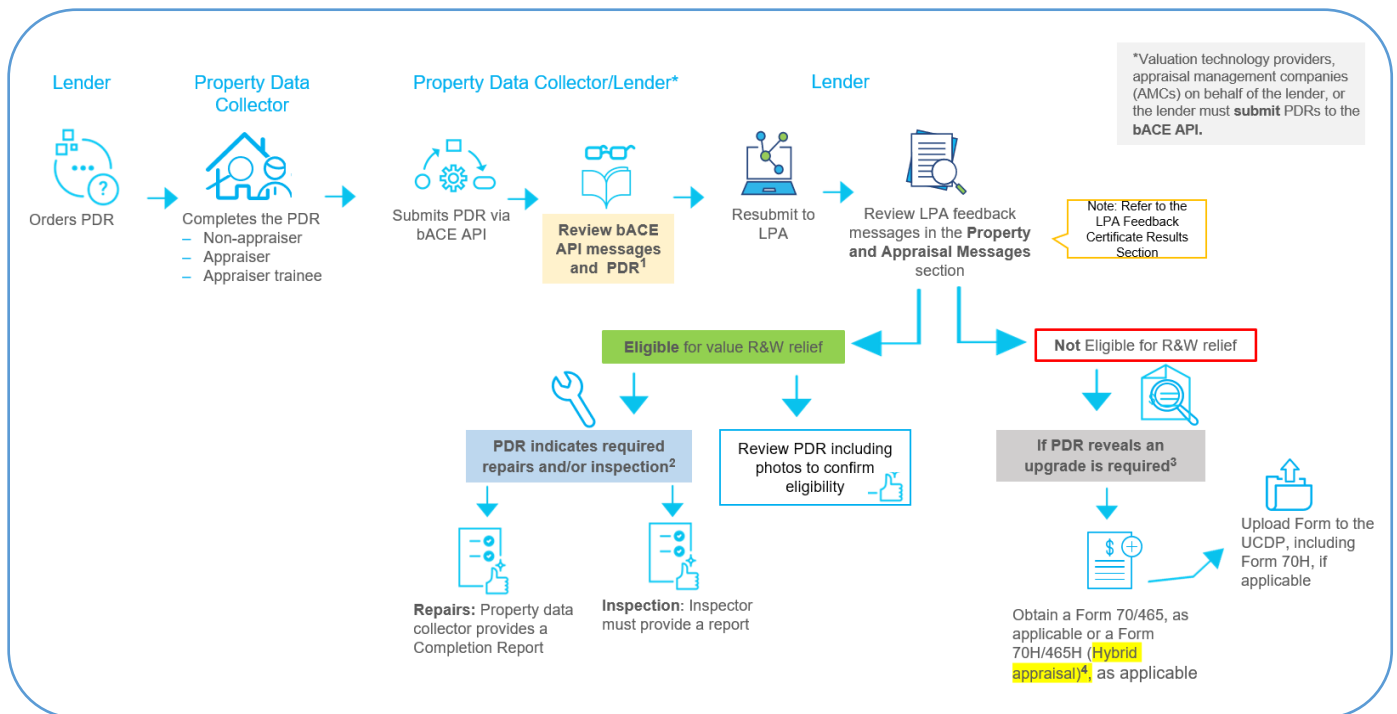 Lender
Property Data
Collector
Property Data Collector/Lender*
Lender
*Valuation technology providers,
appraisal management companies
(AMCs) on behalf of the lender, or
the lender must submit PDRs to the
bACE API.
?
Orders PDR
Completes the PDR
– Non-appraiser
– Appraiser
– Appraiser trainee
Submits PDR via
bACE API
Review bACE
API messages
and PDR1
Resubmit to
LPA
Review LPA feedback
messages in the Property
and Appraisal Messages
section
Note: Refer to the
LPA Feedback
Certificate Results
Section
Eligible for value R&W relief
Not Eligible for R&W relief
PDR indicates required
repairs and/or inspection2
Review PDR including
photos to confirm
eligibility
If PDR reveals an
upgrade is required3
$
Repairs: Property data
collector provides a
Completion Report
Inspection: Inspector
must provide a report
Obtain a Form 70/465, as
applicable or a Form
70H/465H (Hybrid
appraisal)4, as applicable
Upload Form to the
UCDP, including
Form 70H, if
applicable